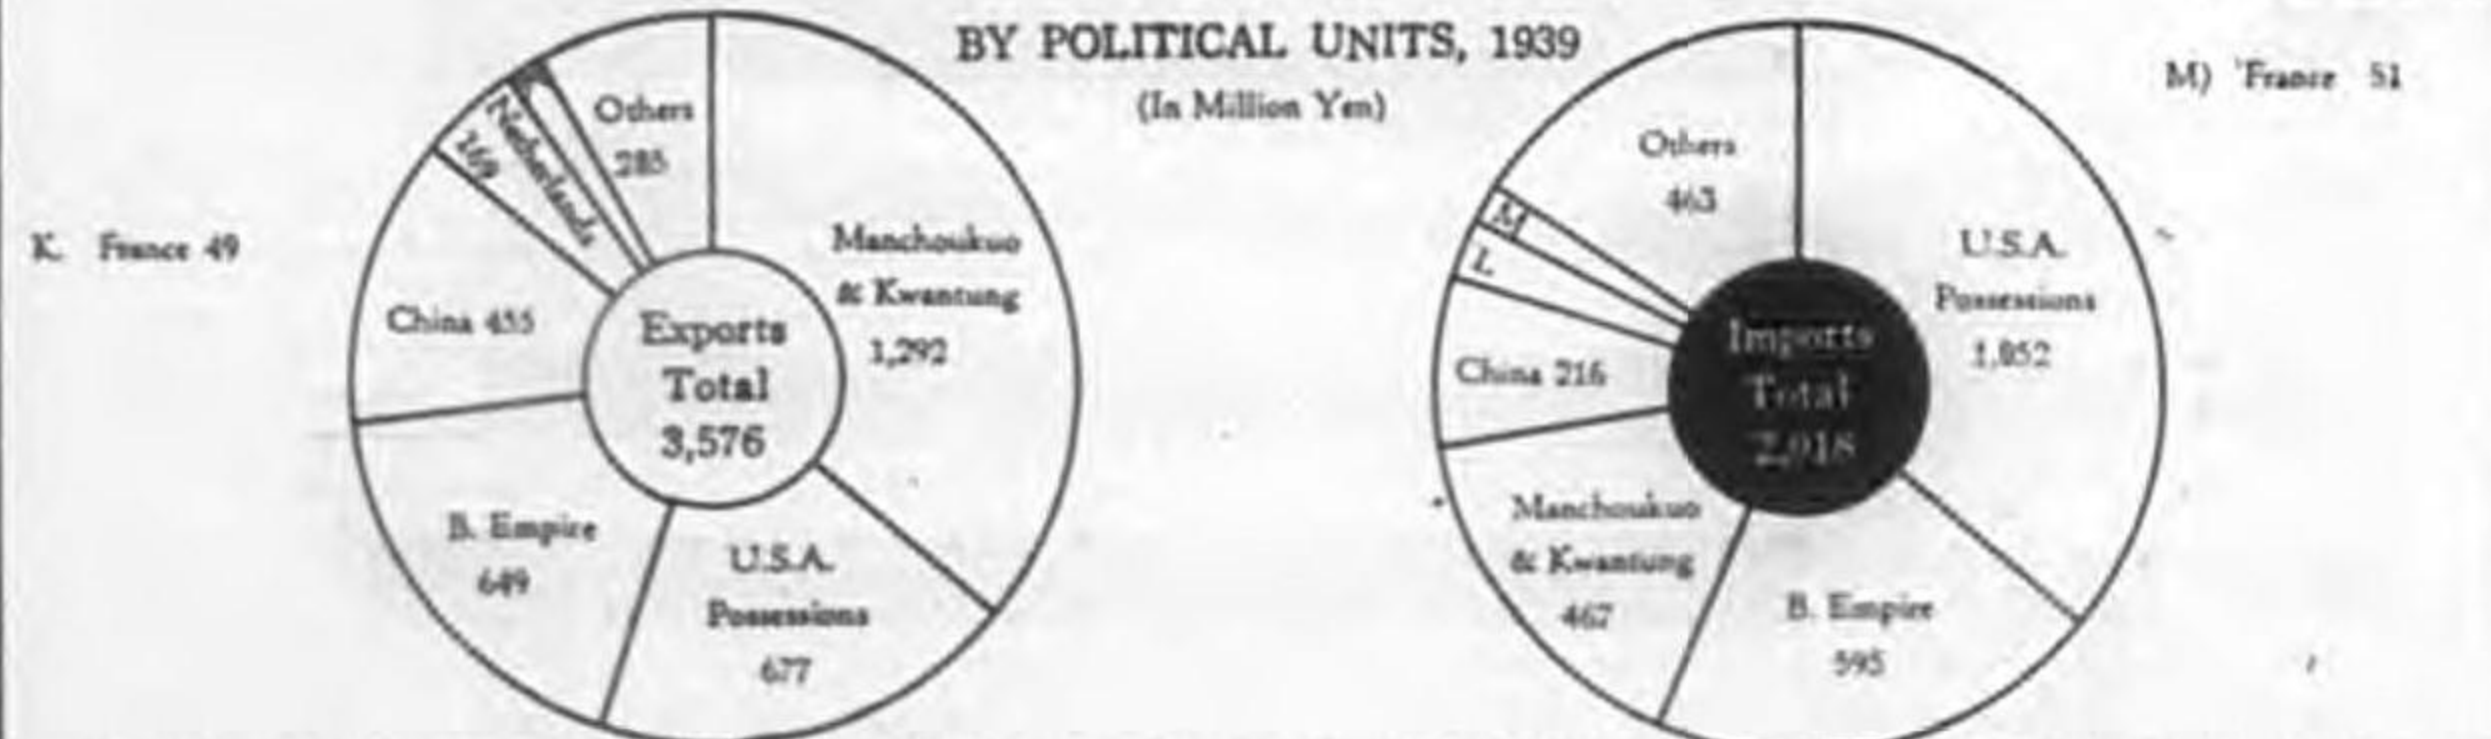 BY POLITICAL UNITS, 1939
(In Million Yen)
K. France 49
Exports
Total
3,576
Manchoukuo
& Kwantung
1,292
U.S.A.
Possessions
677
B. Empire
649
China 455
Netherlands
169
Others
285
M) France 51
Imports
Total
U.S.A.
Possessions
B. Empire
595
Manchoukuo
& Kwantung
467
China 216
L
M
Others
463